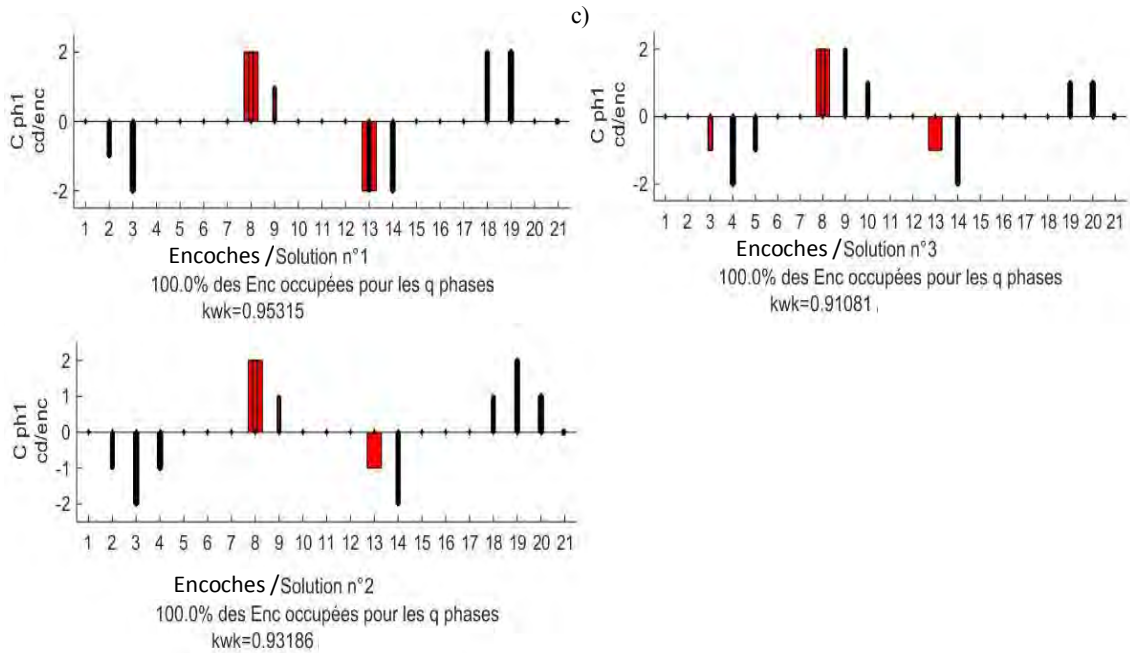 c)
C ph1
cd/enc
2
0
-2
1 2 3 4 5 6 7 8 9 10 11 12 13 14 15 16 17 18 19 20 21
Encoches /Solution n°1
100.0% des Enc occupées pour les q phases
kwk=0.95315
C ph1
cd/enc
2
0
-2
1 2 3 4 5 6 7 8 9 10 11 12 13 14 15 16 17 18 19 20 21
Encoches /Solution n°3
100.0% des Enc occupées pour les q phases
kwk=0.91081
C ph1
cd/enc
2
1
0
-1
-2
1 2 3 4 5 6 7 8 9 10 11 12 13 14 15 16 17 18 19 20 21
Encoches /Solution n°2
100.0% des Enc occupées pour les q phases
kwk=0.93186